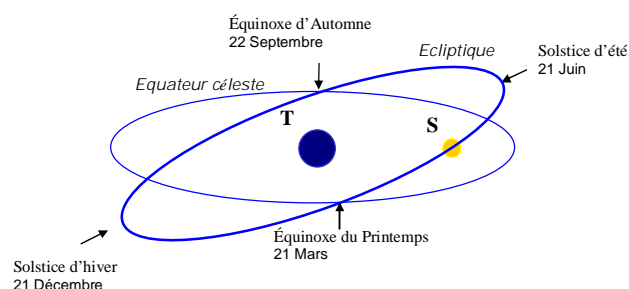 Équinoxe d'Automne
22 Septembre
Ecliptique
Solstice d'été
21 Juin
Equateur céleste
T
S
Équinoxe du Printemps
21 Mars
Solstice d'hiver
21 Décembre